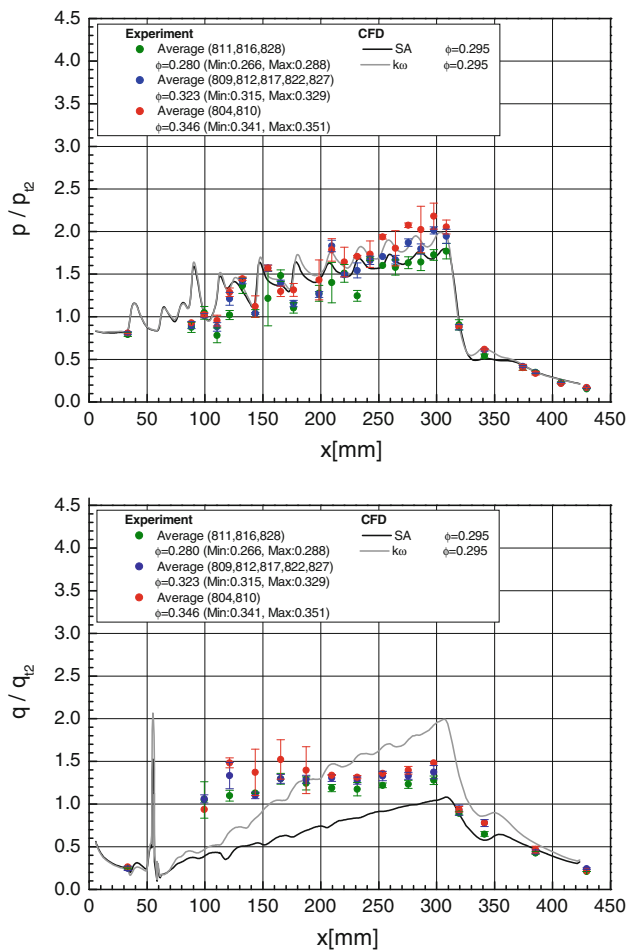 4.5
4.0
3.5
3.0
2.5
2.0
1.5
1.0
0.5
0.0
p / p_t2
Experiment CFD
Average (811,816,828) SA ϕ=0.295
ϕ=0.280 (Min:0.266, Max:0.288) kω ϕ=0.295
Average (809,812,817,822,827)
ϕ=0.323 (Min:0.315, Max:0.329)
Average (804,810)
ϕ=0.346 (Min:0.341, Max:0.351)
0 50 100 150 200 250 300 350 400 450
x[mm]
4.5
4.0
3.5
3.0
2.5
2.0
1.5
1.0
0.5
0.0
q / q_t2
Experiment CFD
Average (811,816,828) SA ϕ=0.295
ϕ=0.280 (Min:0.266, Max:0.288) kω ϕ=0.295
Average (809,812,817,822,827)
ϕ=0.323 (Min:0.315, Max:0.329)
Average (804,810)
ϕ=0.346 (Min:0.341, Max:0.351)
0 50 100 150 200 250 300 350 400 450
x[mm]